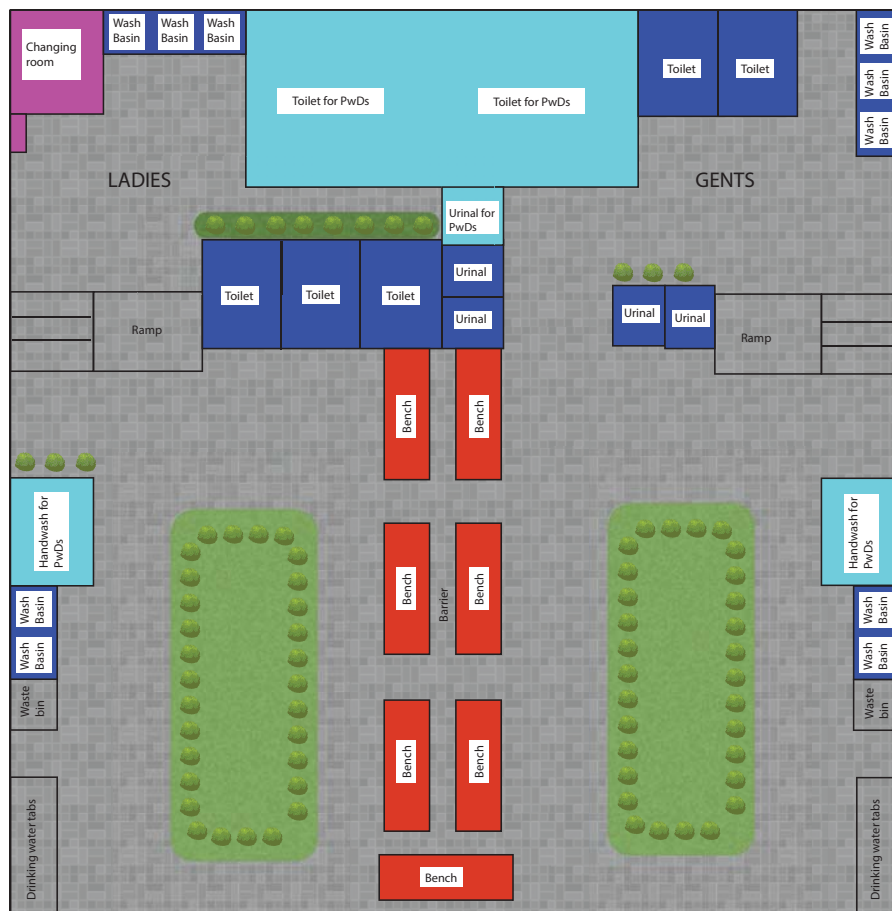 Wash
Basin
Wash
Basin
Wash
Basin
Changing
room
Toilet for PwDs
Toilet for PwDs
Toilet
Toilet
Wash
Basin
Wash
Basin
Wash
Basin
LADIES
GENTS
Urinal for
PwDs
Toilet
Toilet
Toilet
Urinal
Urinal
Urinal
Urinal
Ramp
Ramp
Bench
Bench
Handwash for
PwDs
Handwash for
PwDs
Bench
Barrier
Bench
Wash
Basin
Wash
Basin
Wash
Basin
Wash
Basin
Waste
bin
Waste
bin
Bench
Bench
Drinking water tabs
Drinking water tabs
Bench